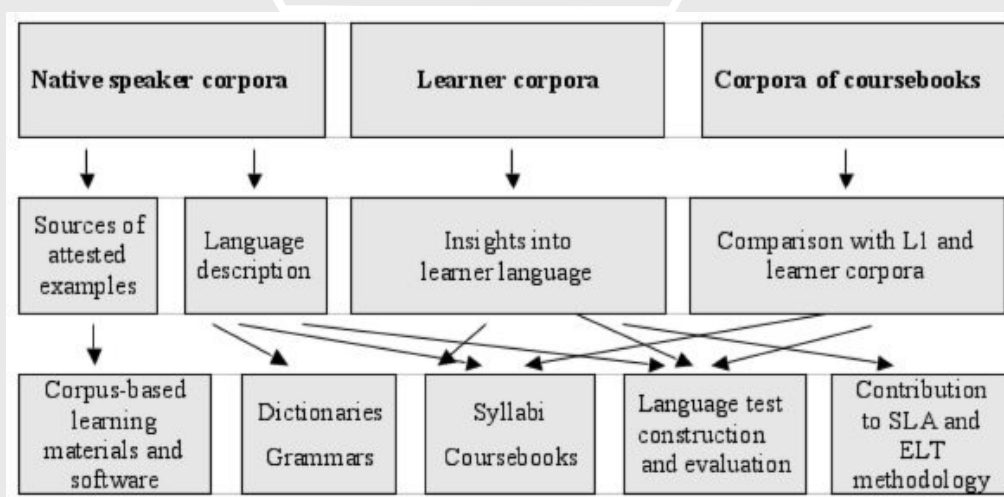 Native speaker corpora
Learner corpora
Corpora of coursebooks
Sources of
attested
examples
Language
description
Insights into
learner language
Comparison with L1 and
learner corpora
Corpus-based
learning
materials and
software
Dictionaries
Grammars
Syllabi
Coursebooks
Language test
construction
and evaluation
Contribution
to SLA and
ELT
methodology